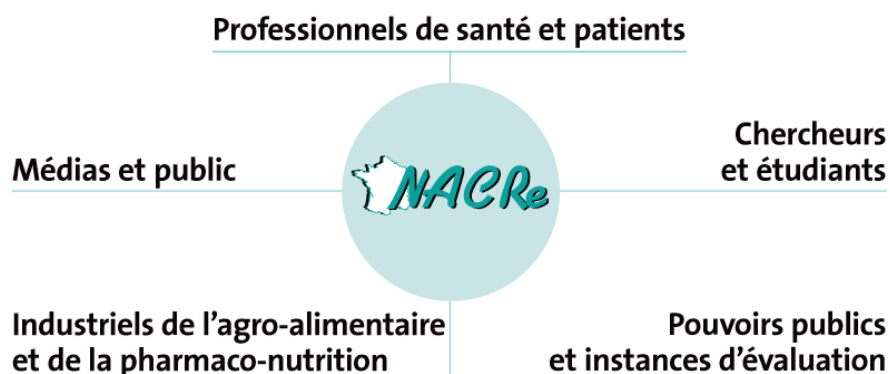 Professionnels de santé et patients
Médias et public
NACRe
Chercheurs
et étudiants
Industriels de l’agro-alimentaire
et de la pharmaco-nutrition
Pouvoirs publics
et instances d’évaluation